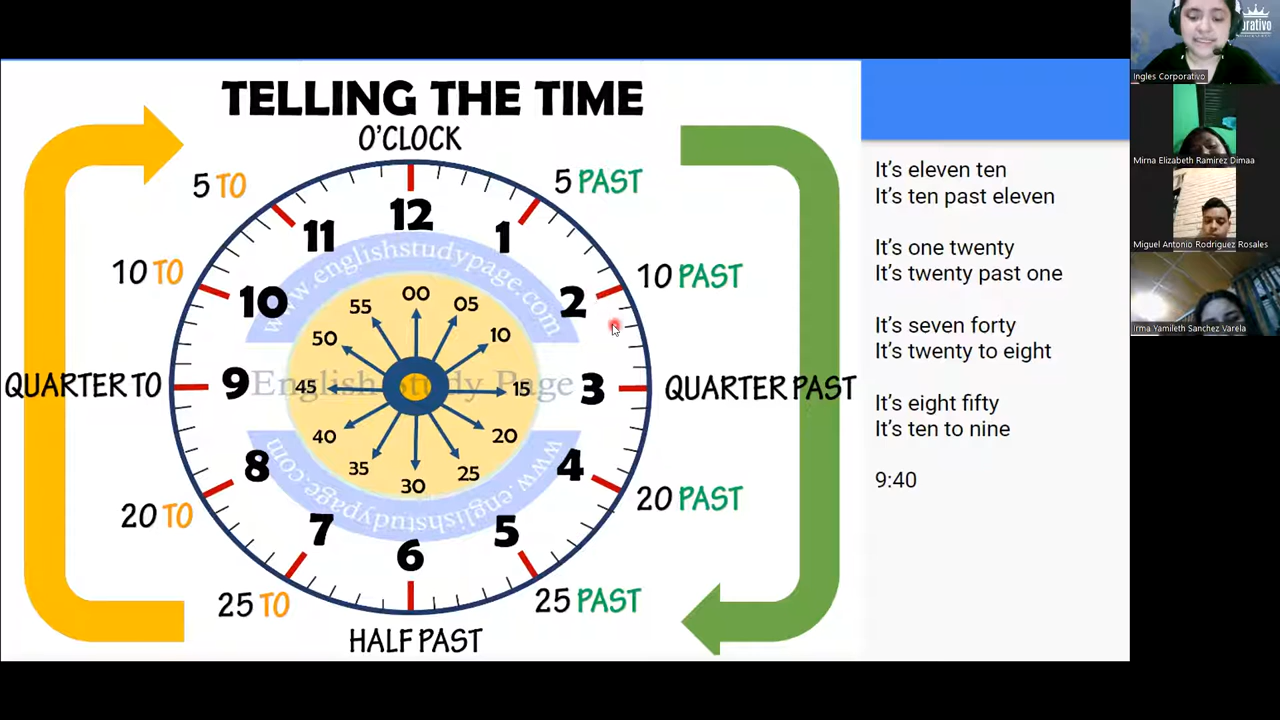 TELLING THE TIME
O'CLOCK
5 TO
5 PAST
10 TO
10 PAST
QUARTER TO
QUARTER PAST
20 TO
20 PAST
25 TO
25 PAST
HALF PAST
12
11
1
10
2
9
3
8
4
7
5
6
00
55
05
50
10
45
15
40
20
35
25
30
www.englishstudypage.com
English Study Page
www.englishstudypage.com
It's eleven ten
It's ten past eleven
It's one twenty
It's twenty past one
It's seven forty
It's twenty to eight
It's eight fifty
It's ten to nine
9:40
orativo
Ingles Corporativo
Mirna Elizabeth Ramirez Dimaa
Miguel Antonio Rodriguez Rosales
Irma Yamileth Sanchez Varela